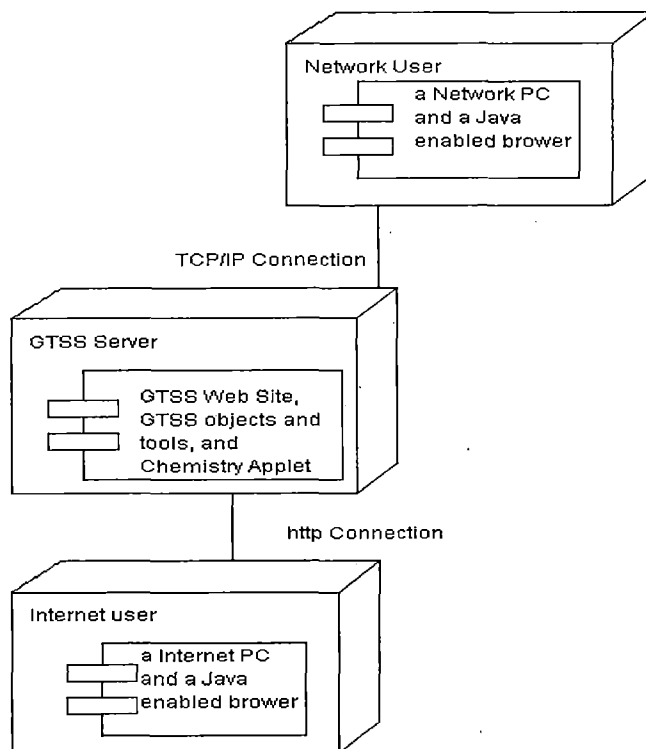 Network User
a Network PC
and a Java
enabled brower
TCP/IP Connection
GTSS Server
GTSS Web Site,
GTSS objects and
tools, and
Chemistry Applet
http Connection
Internet user
a Internet PC
and a Java
enabled brower